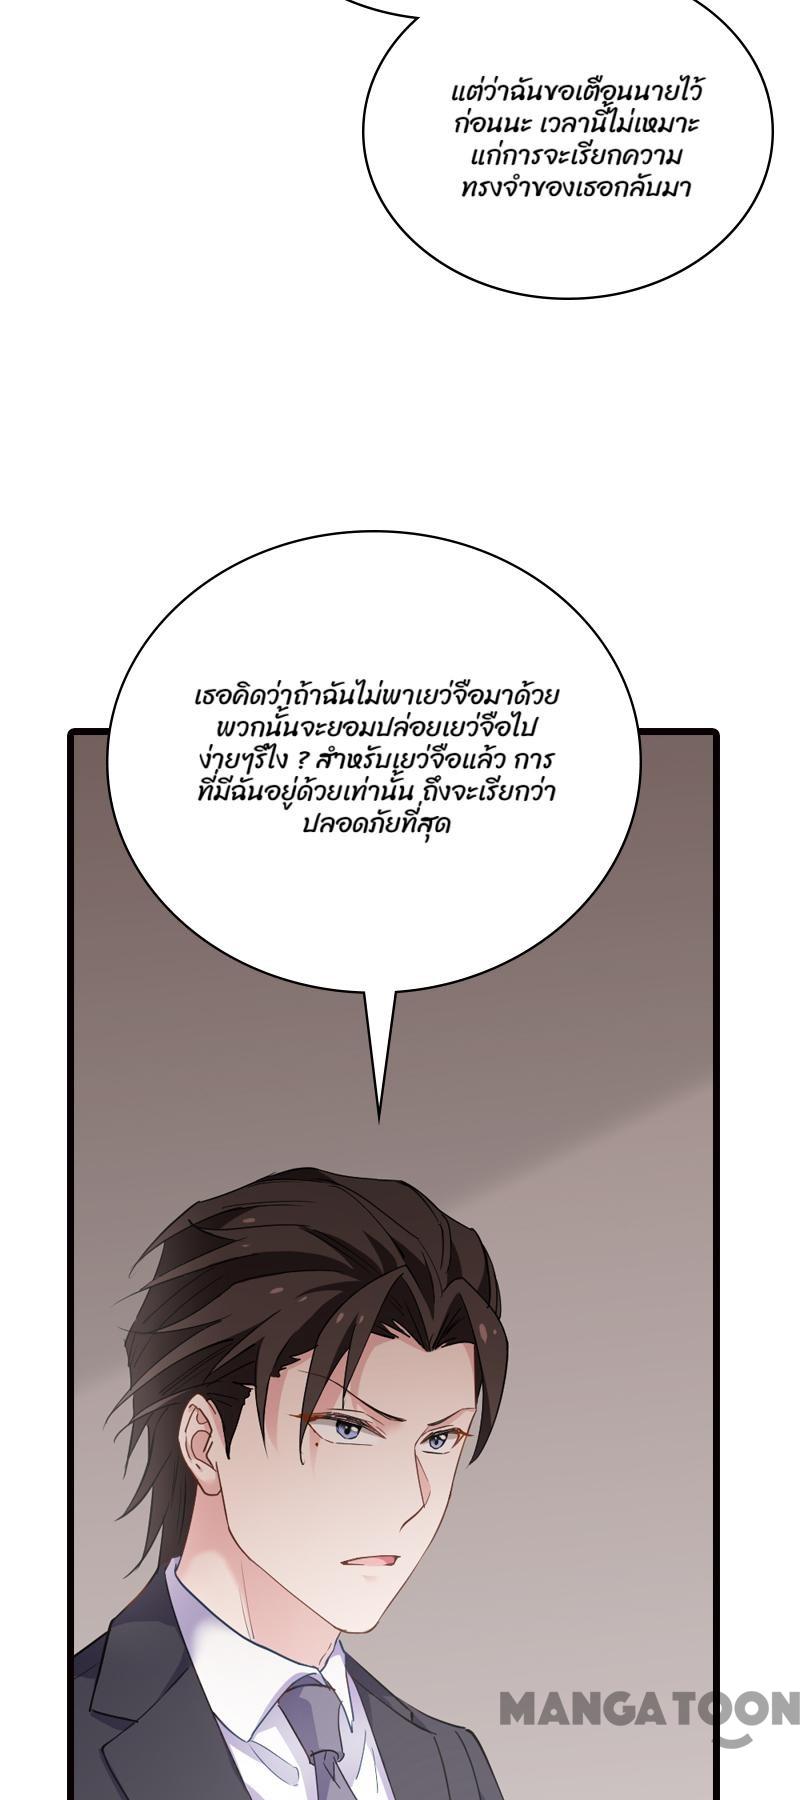 แต่ว่าฉันขอเตือนนายไว้
ก่อนนะ เวลานี้ไม่เหมาะ
แก่การจะเรียกความ
ทรงจำของเธอกลับมา
เธอคิดว่าถ้าฉันไม่พาเยว่จือมาด้วย
พวกนั้นจะยอมปล่อยเยว่จือไป
ง่ายๆรึไง ? สำหรับเยว่จือแล้ว การ
ที่มีฉันอยู่ด้วยเท่านั้น ถึงจะเรียกว่า
ปลอดภัยที่สุด
MANGATOON